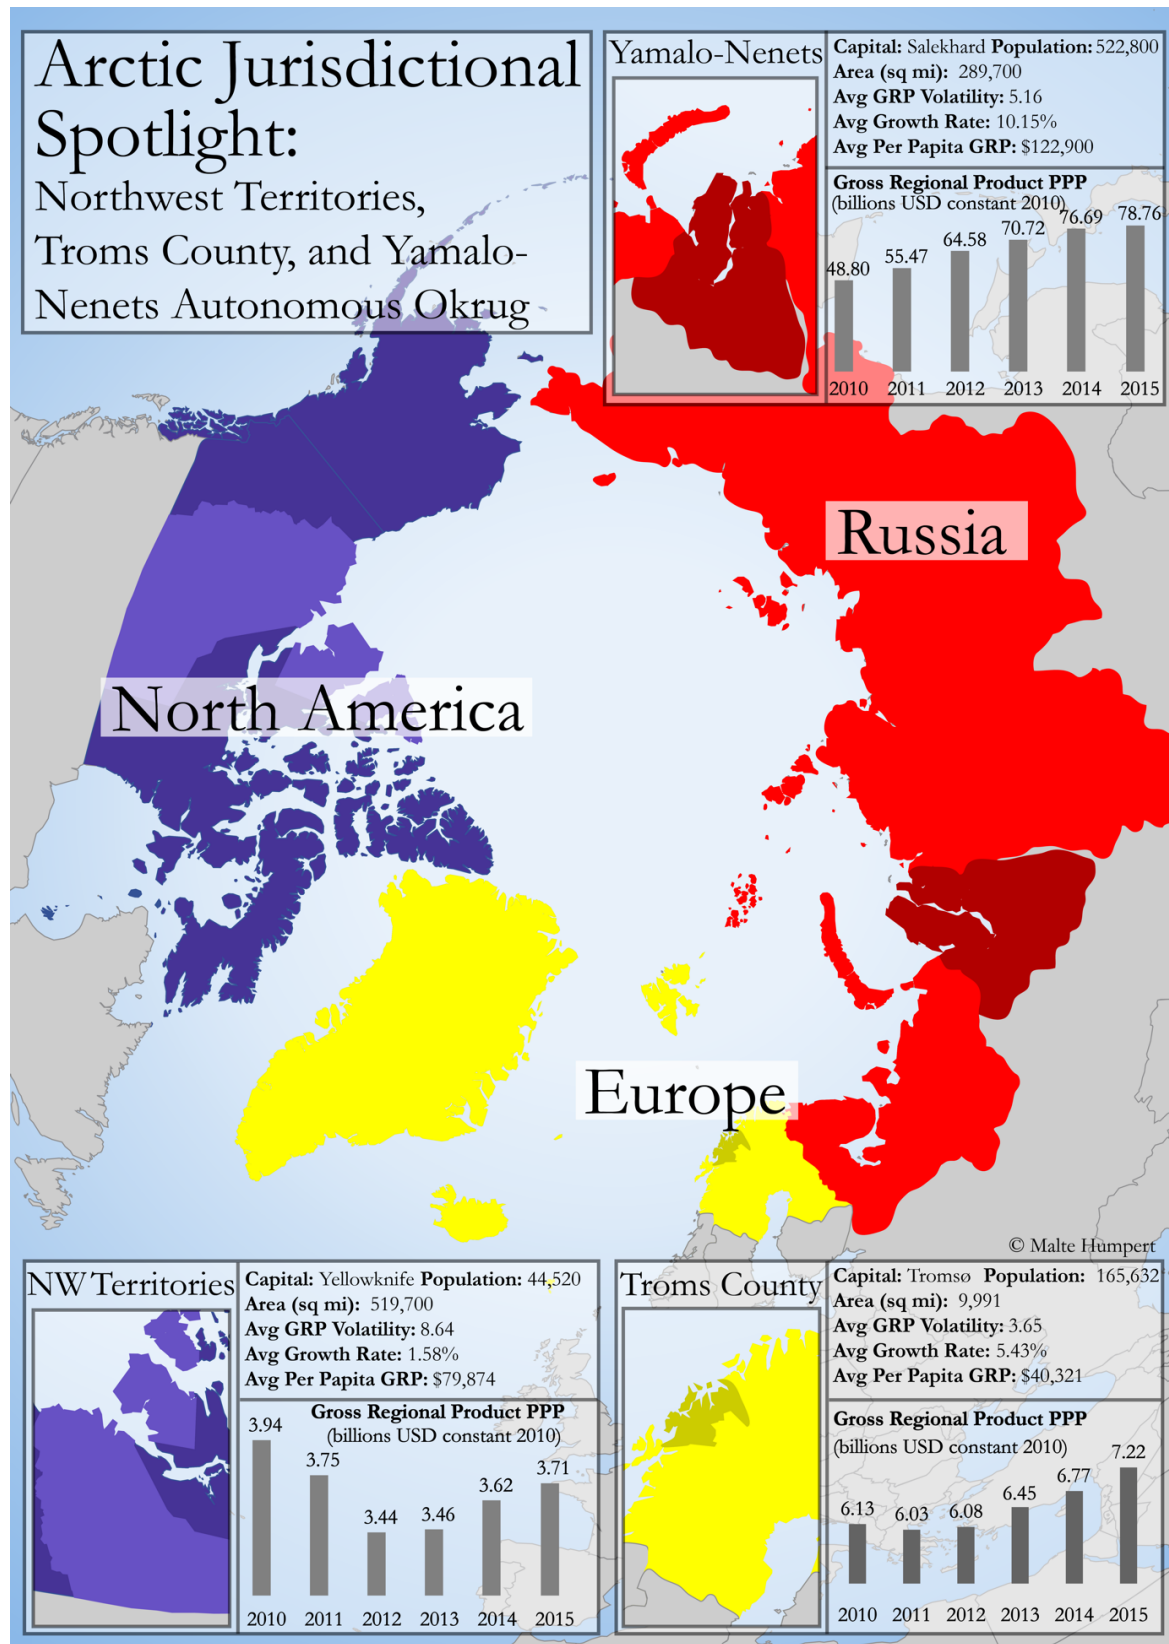 Arctic Jurisdictional
Spotlight:
Northwest Territories,
Troms County, and Yamalo-
Nenets Autonomous Okrug
Yamalo-Nenets
Capital: Salekhard Population: 522,800
Area (sq mi): 289,700
Avg GRP Volatility: 5.16
Avg Growth Rate: 10.15%
Avg Per Papita GRP: $122,900
Gross Regional Product PPP
(billions USD constant 2010)
48.80
55.47
64.58
70.72
76.69
78.76
2010 2011 2012 2013 2014 2015
Russia
North America
Europe
© Malte Humpert
NW Territories
Capital: Yellowknife Population: 44,520
Area (sq mi): 519,700
Avg GRP Volatility: 8.64
Avg Growth Rate: 1.58%
Avg Per Papita GRP: $79,874
Gross Regional Product PPP
(billions USD constant 2010)
3.94
3.75
3.44
3.46
3.62
3.71
2010 2011 2012 2013 2014 2015
Troms County
Capital: Tromsø Population: 165,632
Area (sq mi): 9,991
Avg GRP Volatility: 3.65
Avg Growth Rate: 5.43%
Avg Per Papita GRP: $40,321
Gross Regional Product PPP
(billions USD constant 2010)
6.13
6.03
6.08
6.45
6.77
7.22
2010 2011 2012 2013 2014 2015